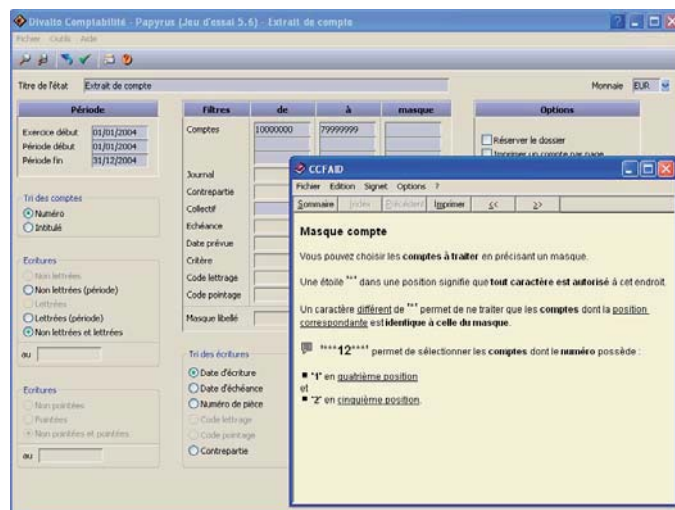 Divalto Comptabilité - Papyrus (Jeu d'essai 5.6) - Extrait de compte
Fichier Outils Aide
Titre de l'état Extrait de compte Monnaie EUR
Période
Exercice début 01/01/2004
Période début 01/01/2004
Période fin 31/12/2004
Tri des comptes
Numéro
Intitulé
Ecritures
Non lettrées
Non lettrées (période)
Lettrées
Lettrées (période)
Non lettrées et lettrées
au
Ecritures
Non pointées
Pointées
Non pointées et pointées
au
Filtres de à masque
Comptes 10000000 79999999
Journal
Contrepartie
Collectif
Echéance
Date prévue
Critère
Code lettrage
Code pointage
Masque libellé
Tri des écritures
Date d'écriture
Date d'échéance
Numéro de pièce
Code lettrage
Code pointage
Contrepartie
Options
Réserver le dossier
Imprimer un compte par page
CCFAID
Fichier Edition Signet Options ?
Sommaire Index Précédent Imprimer << >>
Masque compte
Vous pouvez choisir les comptes à traiter en précisant un masque.
Une étoile "*" dans une position signifie que tout caractère est autorisé à cet endroit.
Un caractère différent de "*" permet de ne traiter que les comptes dont la position
correspondante est identique à celle du masque.
permet de sélectionner les comptes dont le numéro possède :
"1" en quatrième position
et
"2" en cinquième position.